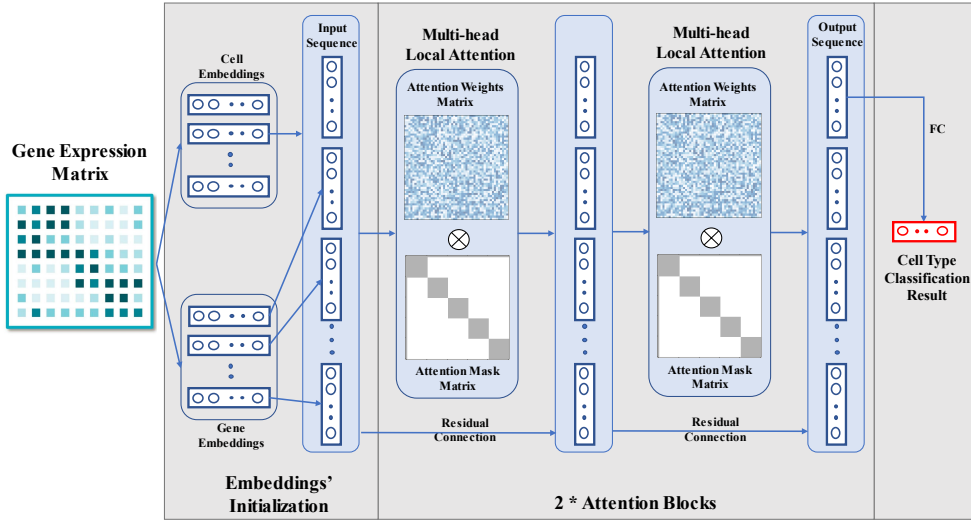 Gene Expression
Matrix
Cell
Embeddings
Gene
Embeddings
Embeddings'
Initialization
Input
Sequence
Multi-head
Local Attention
Attention Weights
Matrix
Attention Mask
Matrix
Residual
Connection
Multi-head
Local Attention
Attention Weights
Matrix
Attention Mask
Matrix
Residual
Connection
2 * Attention Blocks
Output
Sequence
FC
Cell Type
Classification
Result